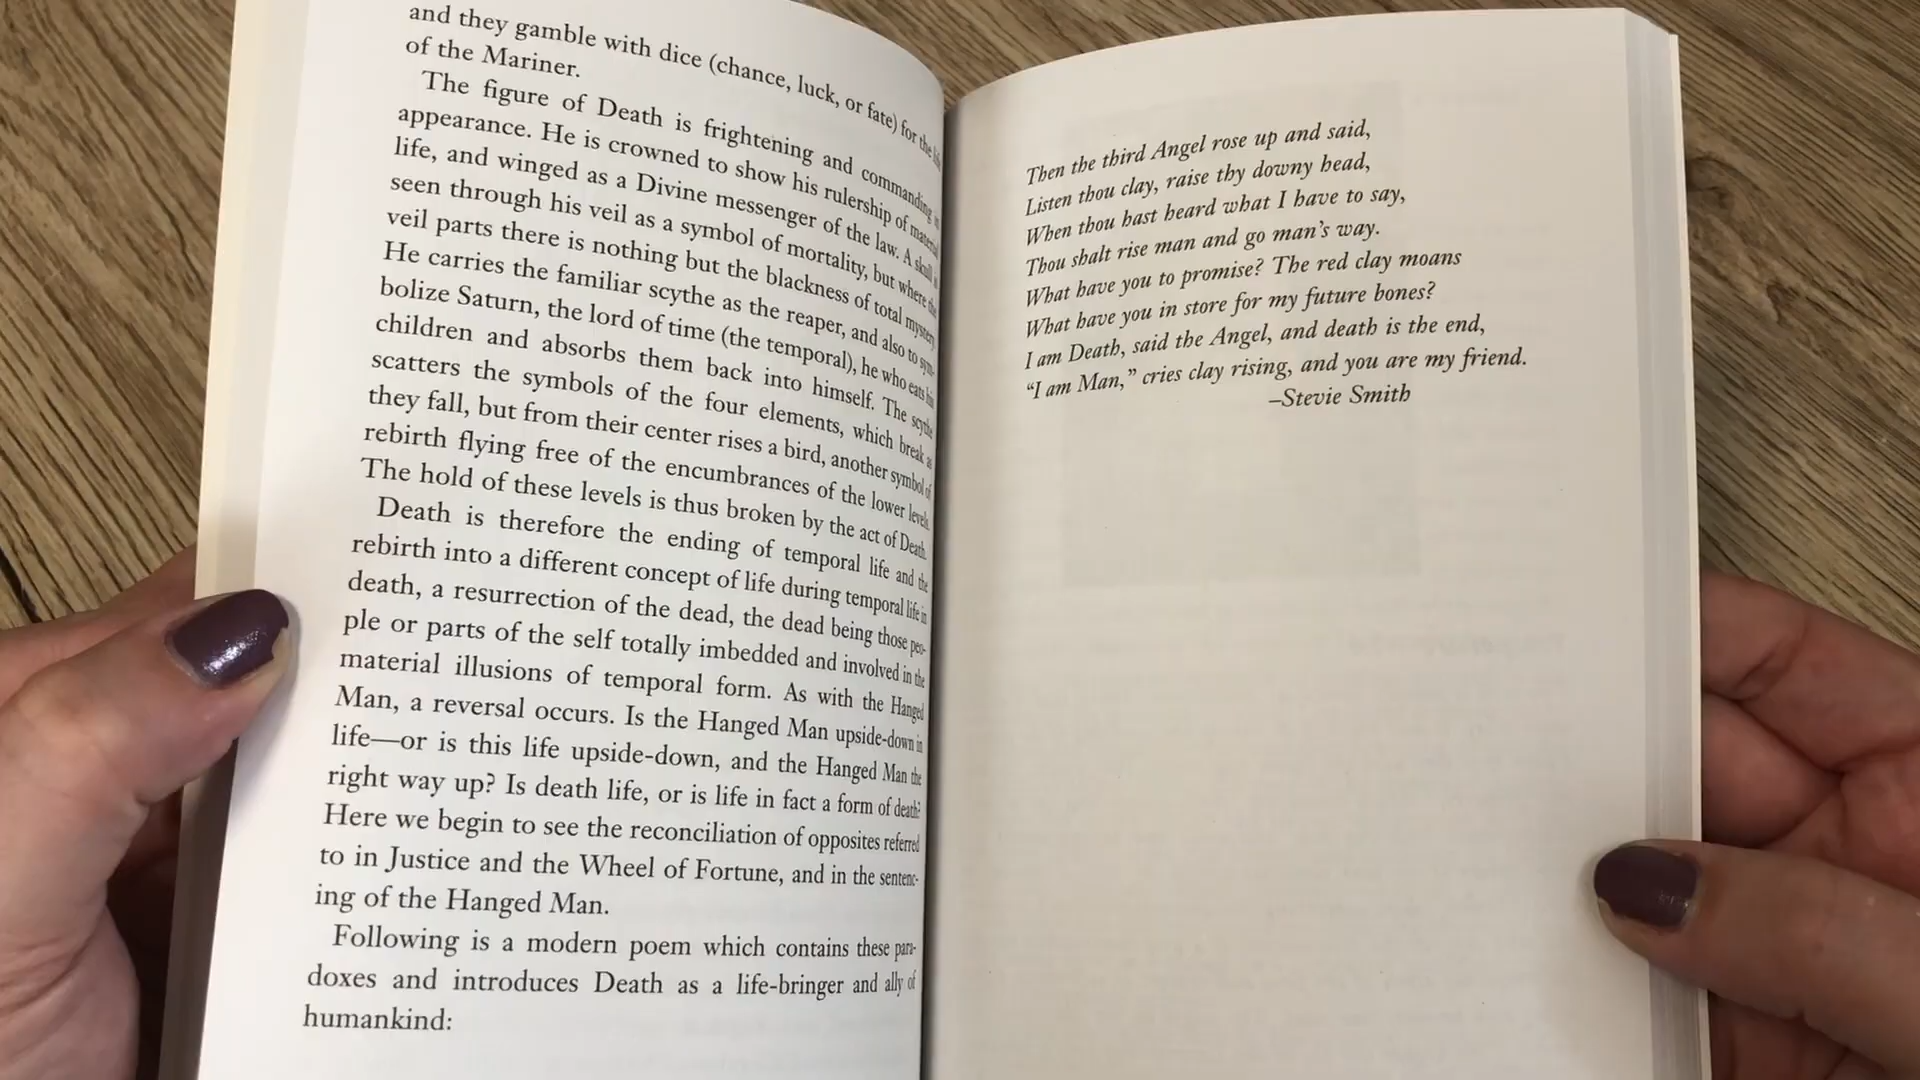 and they gamble with dice (chance, luck, or fate) for the life
of the Mariner.
The figure of Death is frightening and commanding in
appearance. He is crowned to show his rulership of material
life, and winged as a Divine messenger of the law. A skull is
seen through his veil as a symbol of mortality, but where the
veil parts there is nothing but the blackness of total mystery.
He carries the familiar scythe as the reaper, and also to sym-
bolize Saturn, the lord of time (the temporal), he who eats his
children and absorbs them back into himself. The scythe
scatters the symbols of the four elements, which break as
they fall, but from their center rises a bird, another symbol of
rebirth flying free of the encumbrances of the lower levels.
The hold of these levels is thus broken by the act of Death.
Death is therefore the ending of temporal life and the
rebirth into a different concept of life during temporal life in
death, a resurrection of the dead, the dead being those peo-
ple or parts of the self totally imbedded and involved in the
material illusions of temporal form. As with the Hanged
Man, a reversal occurs. Is the Hanged Man upside-down in
life—or is this life upside-down, and the Hanged Man the
right way up? Is death life, or is life in fact a form of death?
Here we begin to see the reconciliation of opposites referred
to in Justice and the Wheel of Fortune, and in the sentenc-
ing of the Hanged Man.
Following is a modern poem which contains these para-
doxes and introduces Death as a life-bringer and ally of
humankind:
Then the third Angel rose up and said,
Listen thou clay, raise thy downy head,
When thou hast heard what I have to say,
Thou shalt rise man and go man's way.
What have you to promise? The red clay moans
What have you in store for my future bones?
I am Death, said the Angel, and death is the end,
“I am Man,” cries clay rising, and you are my friend.
–Stevie Smith